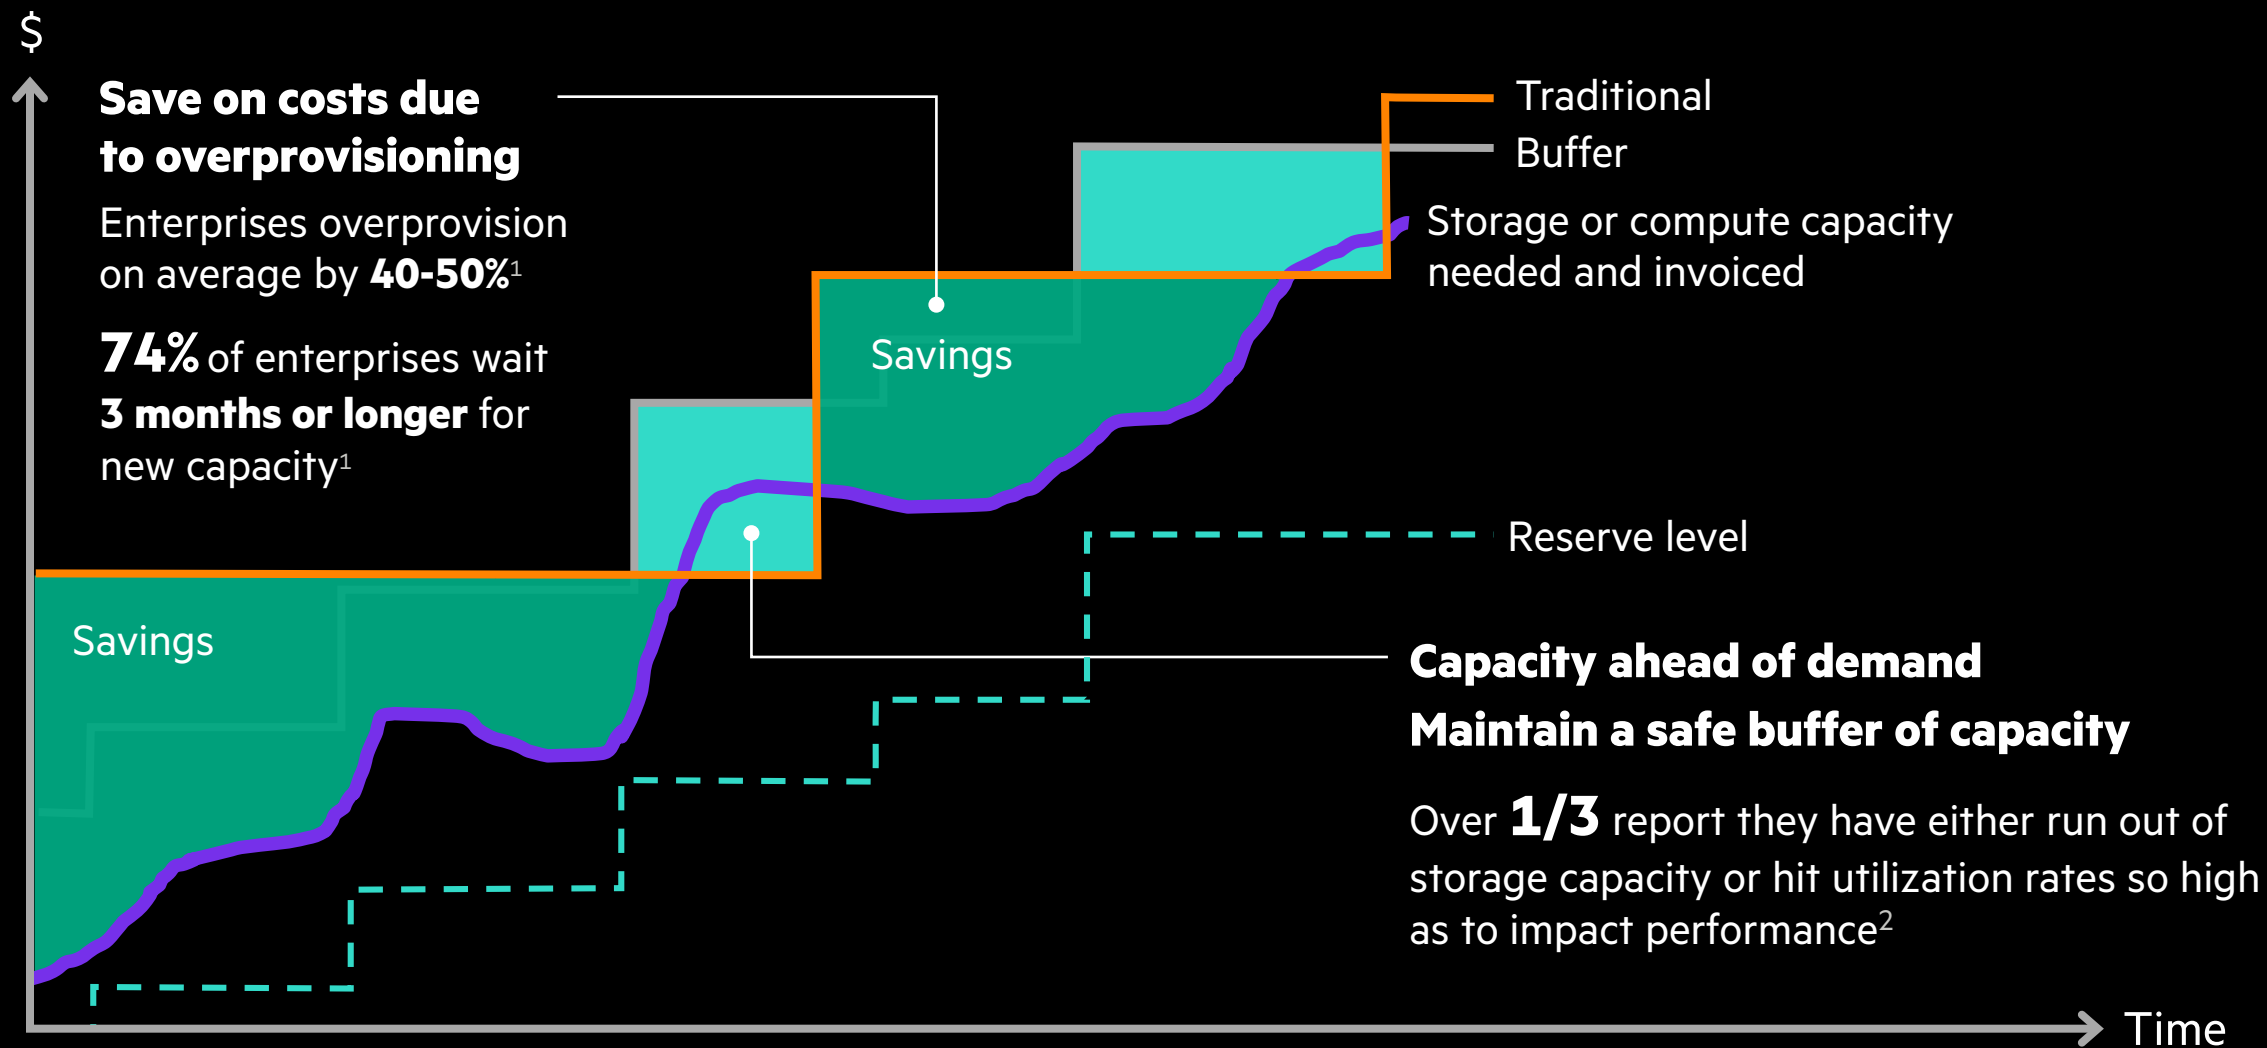 $
Save on costs due
to overprovisioning
Enterprises overprovision
on average by 40-50%¹
74% of enterprises wait
3 months or longer for
new capacity¹
Traditional
Buffer
Storage or compute capacity
needed and invoiced
Savings
Reserve level
Savings
Capacity ahead of demand
Maintain a safe buffer of capacity
Over 1/3 report they have either run out of
storage capacity or hit utilization rates so high
as to impact performance²
Time